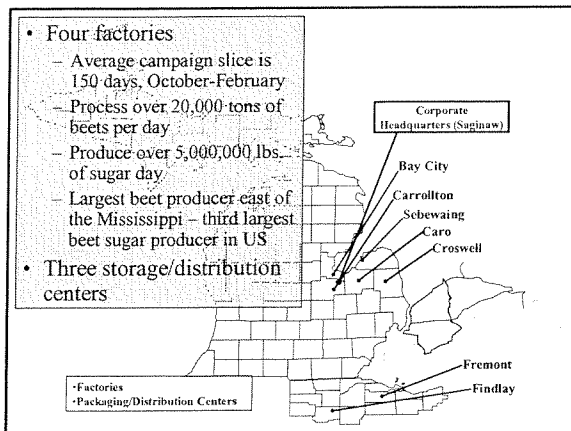 • Four factories
– Average campaign slice is
150 days, October-February
– Process over 20,000 tons of
beets per day
– Produce over 5,000,000 lbs.
of sugar day
– Largest beet producer east of
the Mississippi – third largest
beet sugar producer in US
• Three storage/distribution
centers
Corporate
Headquarters (Saginaw)
Bay City
Carrollton
Sebewaing
Caro
Croswell
Fremont
Findlay
·Factories
·Packaging/Distribution Centers